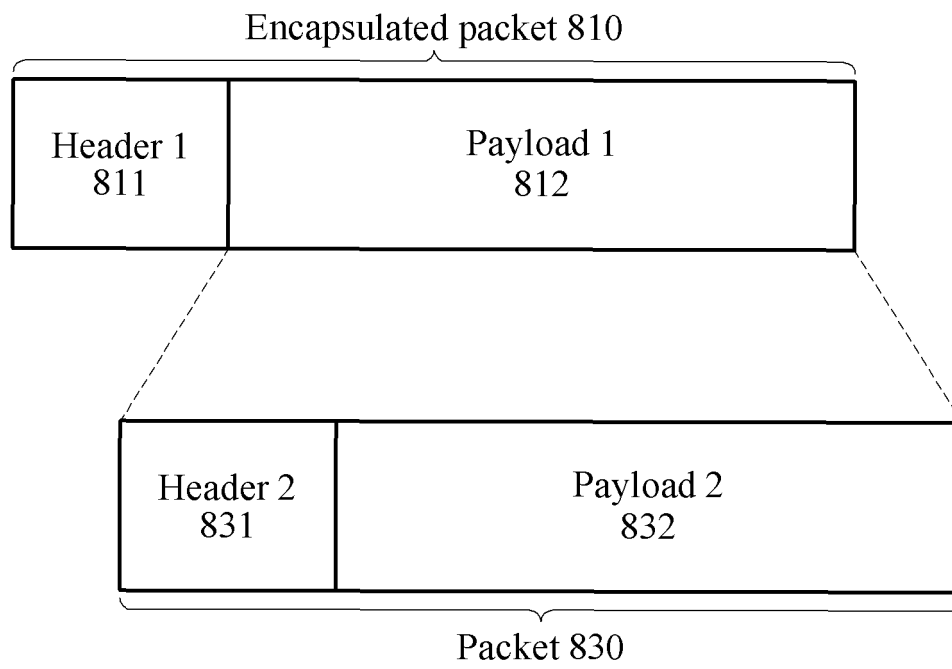 Encapsulated packet 810
Header 1
811
Payload 1
812
Header 2
831
Payload 2
832
Packet 830